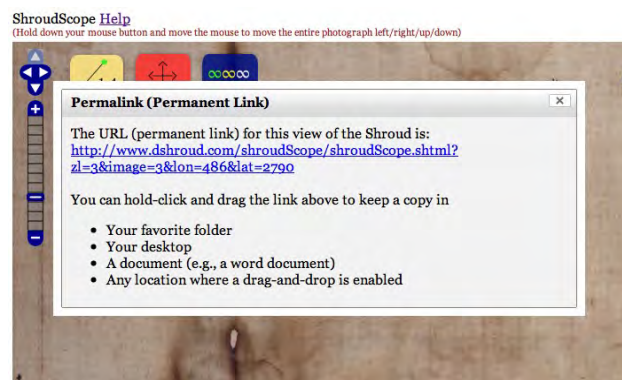 ShroudScope Help
(Hold down your mouse button and move the mouse to move the entire photograph left/right/up/down)
∞∞∞
Permalink (Permanent Link)
The URL (permanent link) for this view of the Shroud is:
http://www.dshroud.com/shroudScope/shroudScope.shtml?
zl=3&image=3&lon=486&lat=2790
You can hold-click and drag the link above to keep a copy in
• Your favorite folder
• Your desktop
• A document (e.g., a word document)
• Any location where a drag-and-drop is enabled